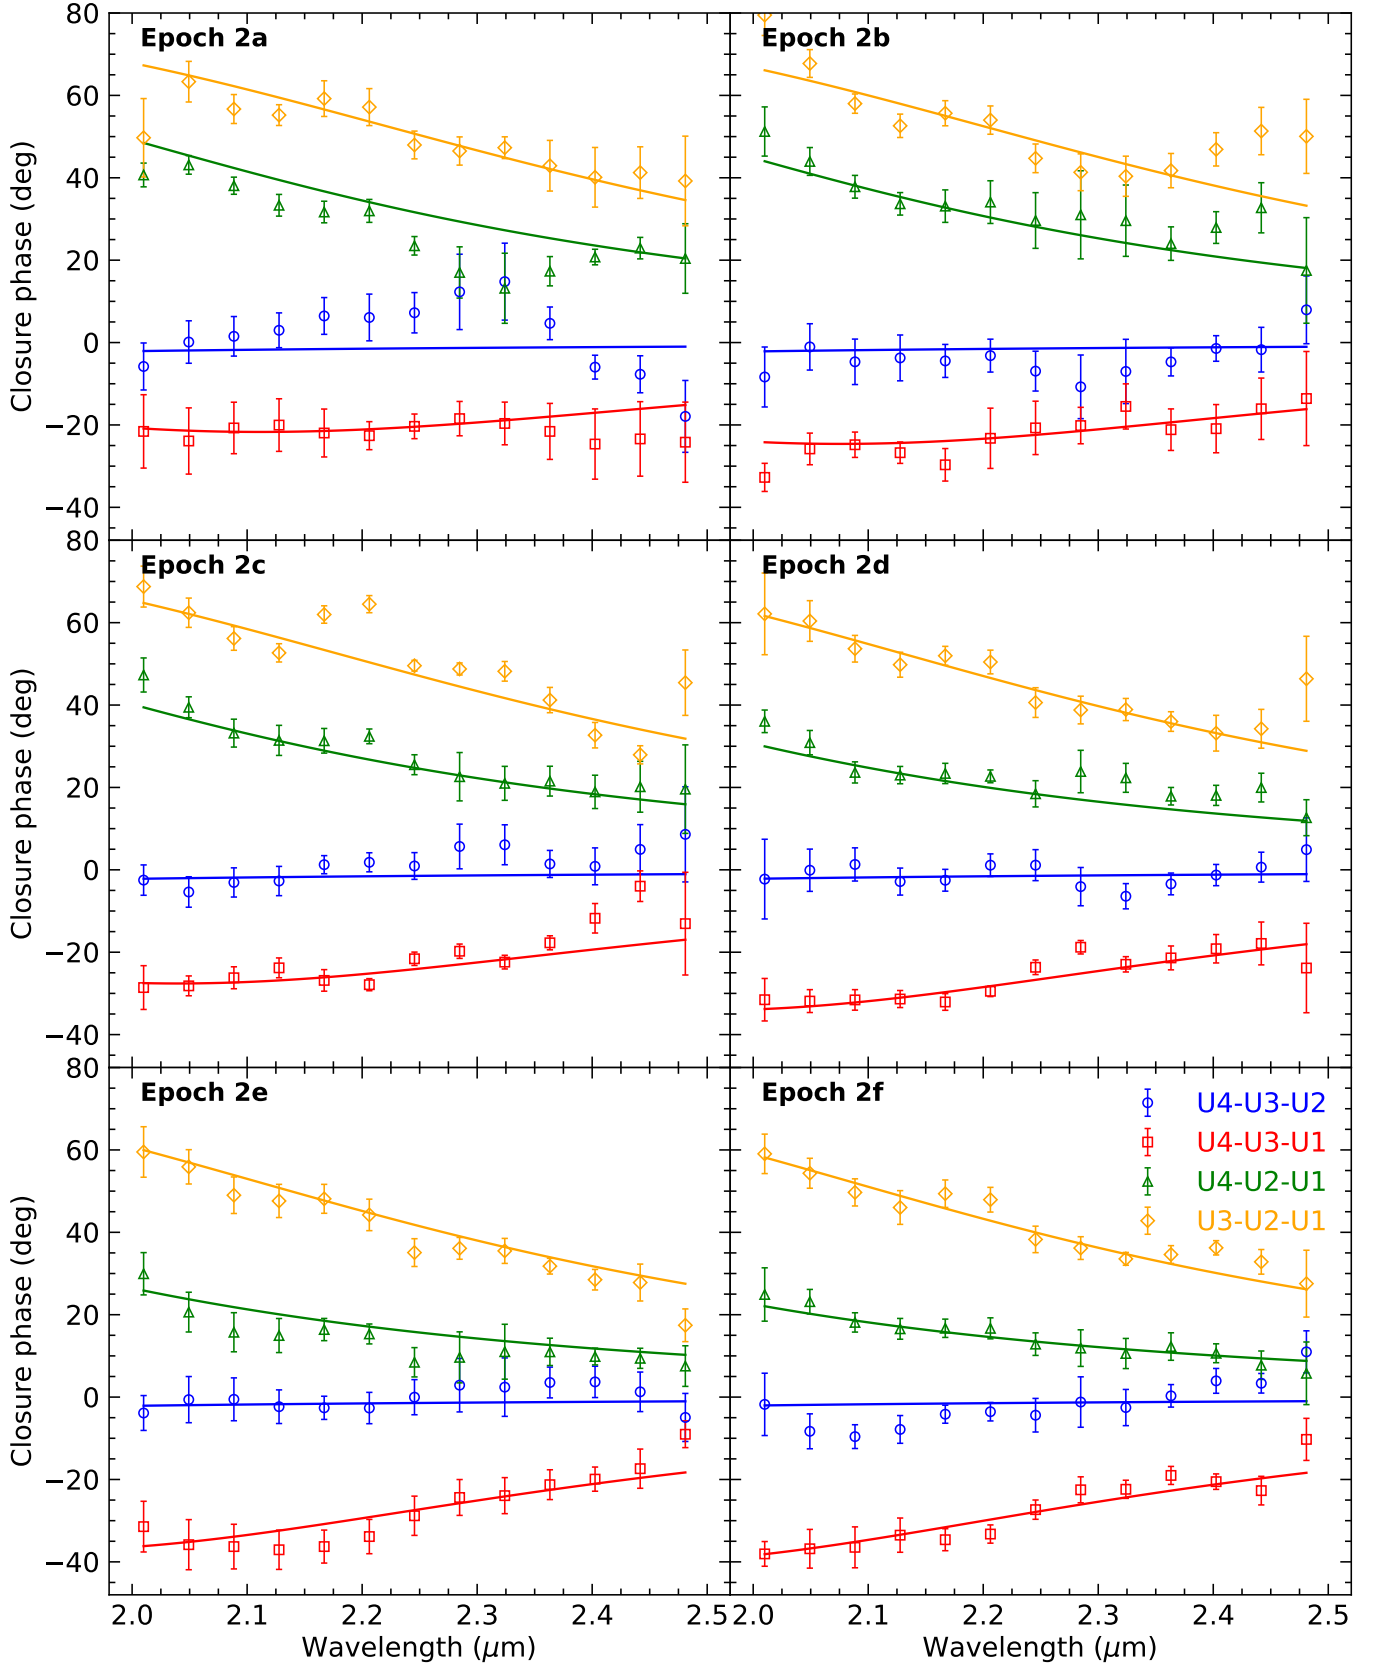 80
60
40
20
0
−20
−40
Closure phase (deg)
Epoch 2a
Epoch 2b
80
60
40
20
0
−20
−40
Closure phase (deg)
Epoch 2c
Epoch 2d
80
60
40
20
0
−20
−40
Closure phase (deg)
Epoch 2e
Epoch 2f
U4-U3-U2
U4-U3-U1
U4-U2-U1
U3-U2-U1
2.0 2.1 2.2 2.3 2.4 2.5
2.0 2.1 2.2 2.3 2.4 2.5
Wavelength (μm)
Wavelength (μm)